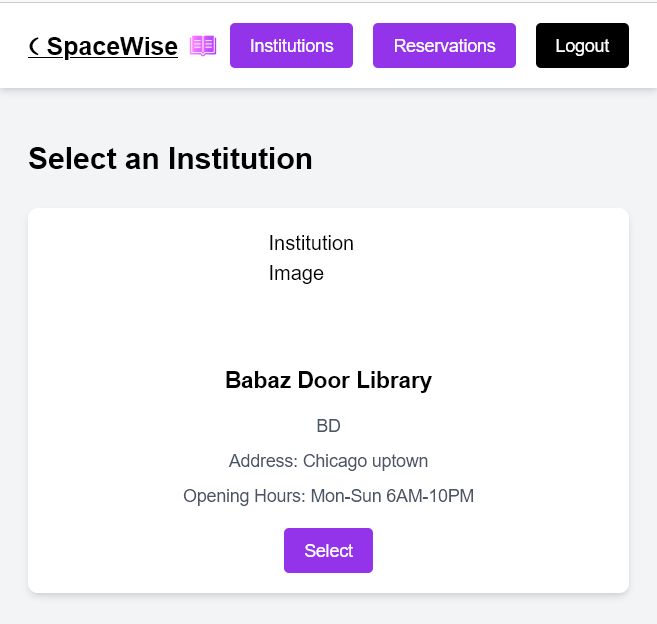 SpaceWise
Institutions
Reservations
Logout
Select an Institution
Institution
Image
Babaz Door Library
BD
Address: Chicago uptown
Opening Hours: Mon-Sun 6AM-10PM
Select